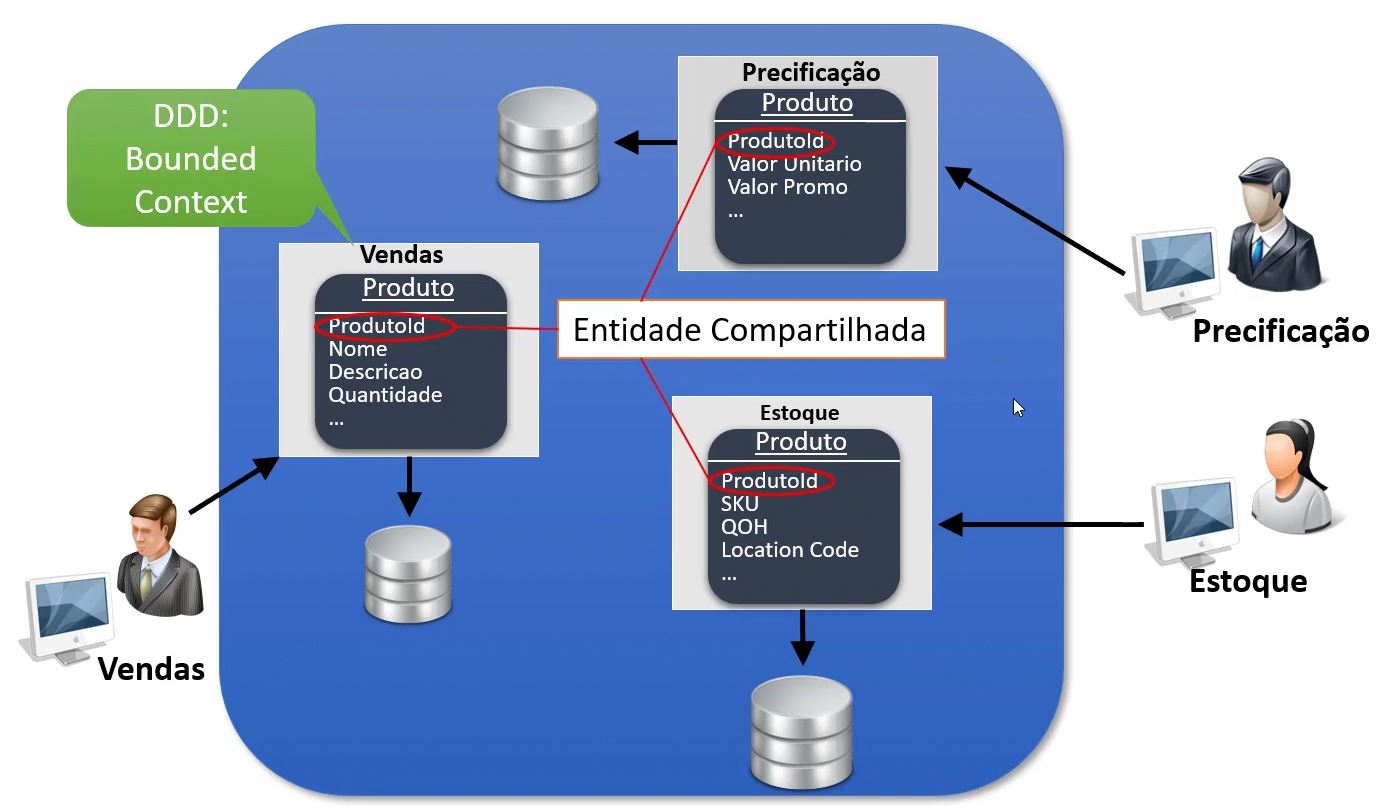 DDD:
Bounded
Context
Precificação
Produto
ProdutoId
Valor Unitario
Valor Promo
...
Vendas
Produto
ProdutoId
Nome
Descricao
Quantidade
...
Entidade Compartilhada
Precificação
Estoque
Produto
ProdutoId
SKU
QOH
Location Code
...
Estoque
Vendas